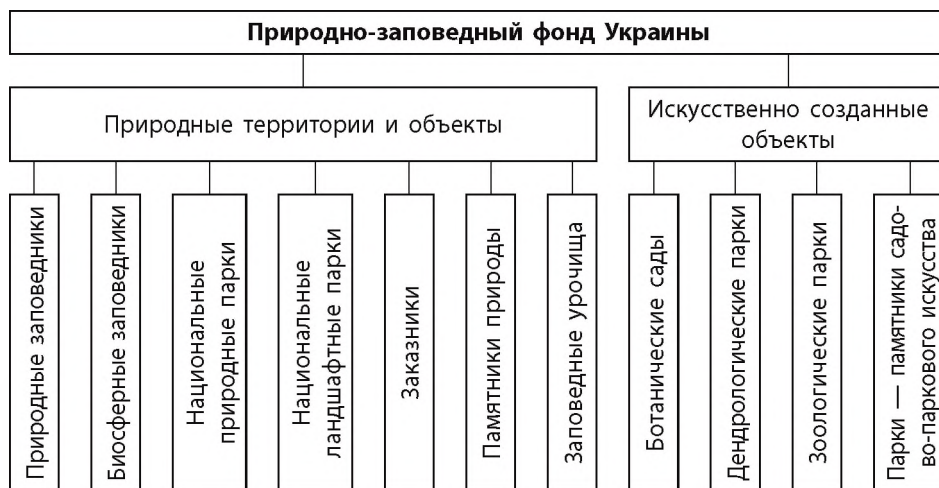 Природно-заповедный фонд Украины
Природные территории и объекты
Искусственно созданные
объекты
Природные заповедники
Биосферные заповедники
Национальные
природные парки
Национальные
ландшафтные парки
Заказники
Памятники природы
Заповедные урочища
Ботанические сады
Дендрологические парки
Зоологические парки
Парки — памятники садо-
во-паркового искусства